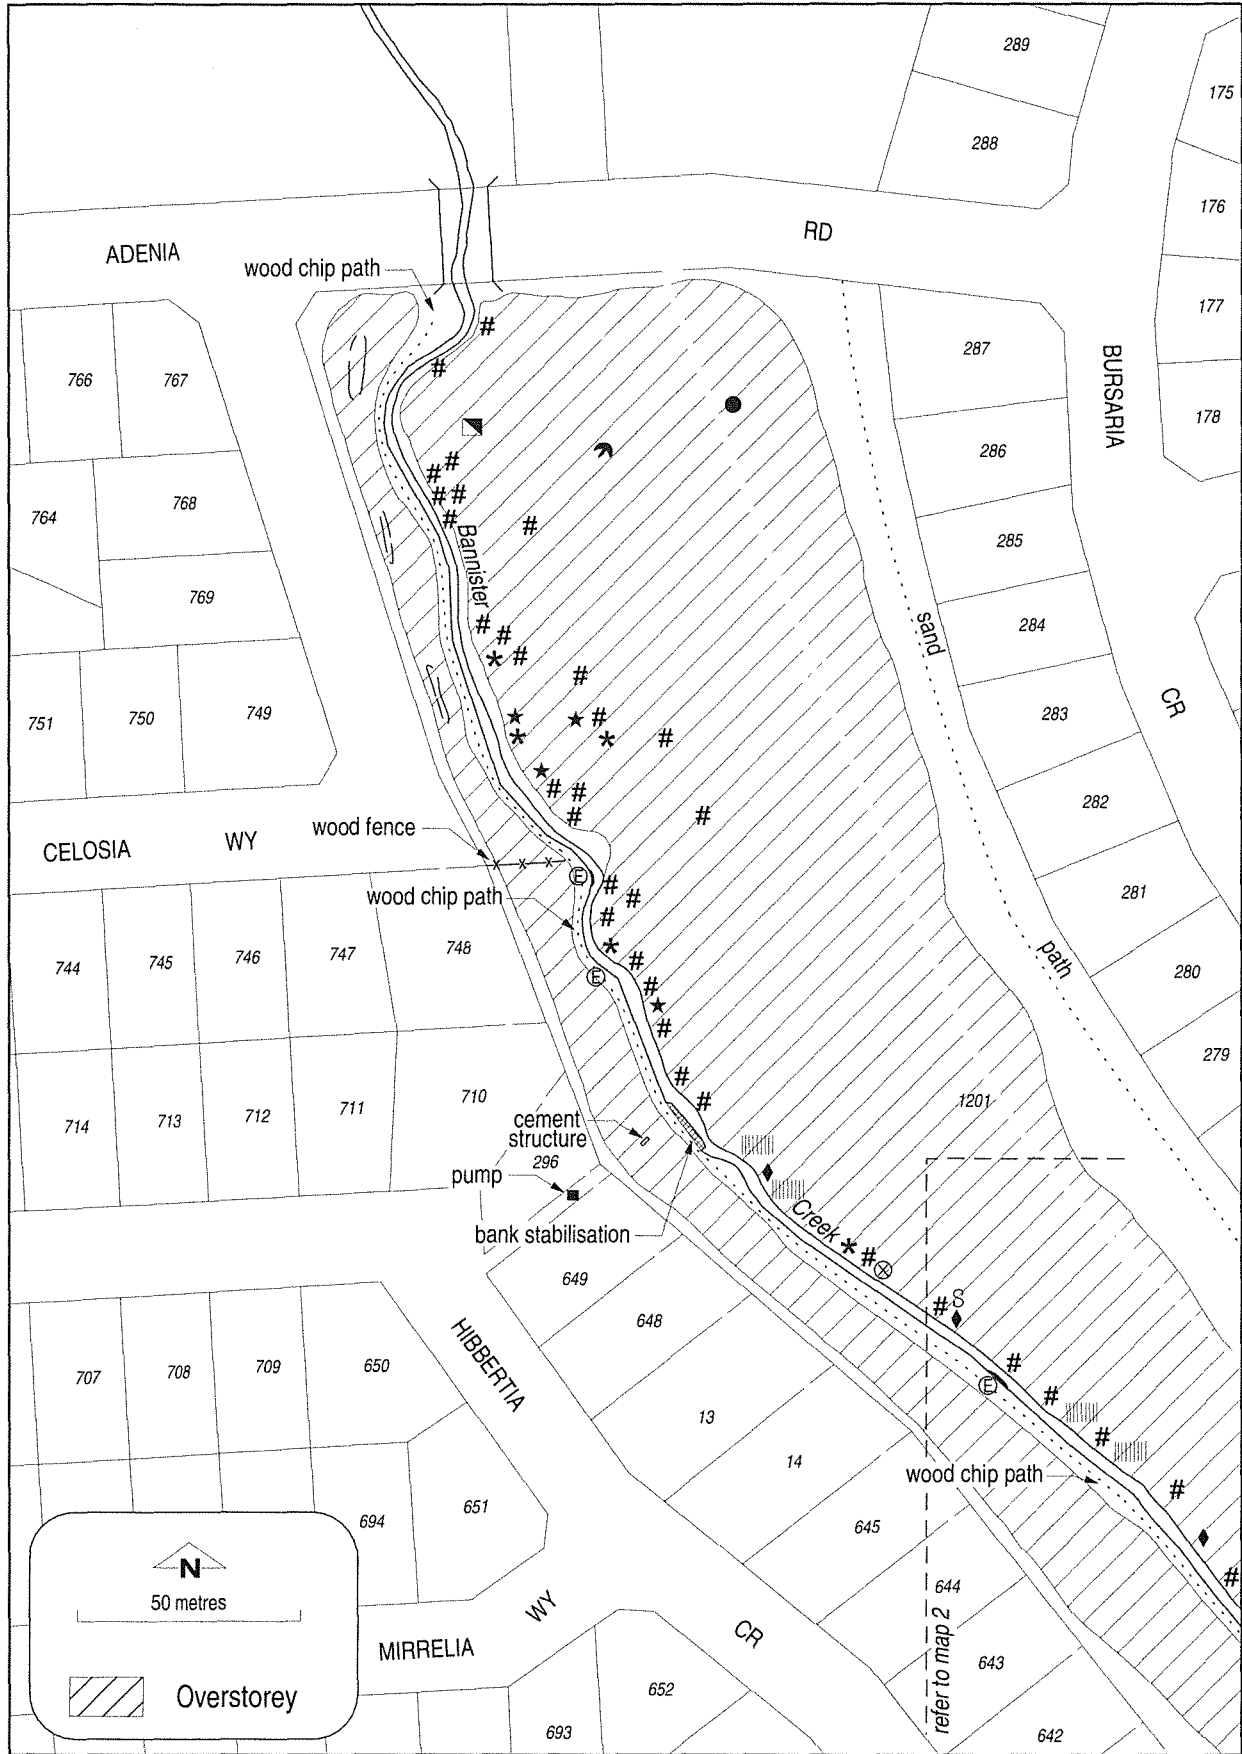 289
175
288
176
ADENIA
RD
wood chip path
177
766
767
287
BURSARIA
178
286
764
768
Bannister
285
769
sand
284
751
750
749
283
CR
282
CELOSIA
WY
wood fence
E
281
wood chip path
744
745
746
747
748
path
280
E
279
714
713
712
711
710
1201
cement
structure
296
pump
bank stabilisation
Creek
649
648
S
HIBBERTIA
707
708
709
650
E
13
14
wood chip path
694
651
645
644
N
50 metres
WY
CR
MIRRELIA
refer to map 2
643
652
Overstorey
693
642